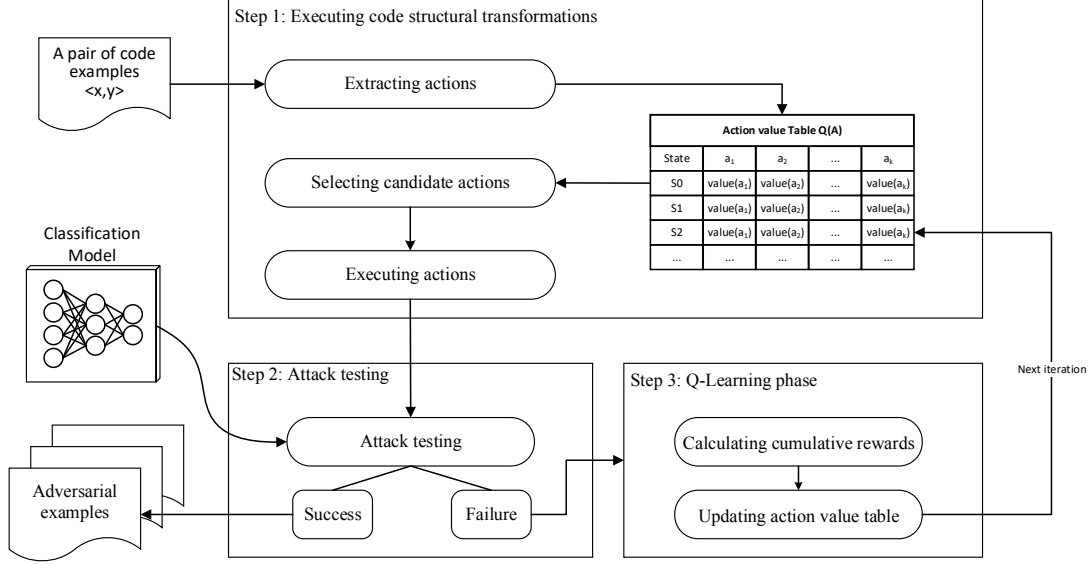 Step 1: Executing code structural transformations
A pair of code
examples
<x,y>
Extracting actions
Action value Table Q(A)
State a₁ a₂ ... aₖ
S0 value(a₁) value(a₂) ... value(aₖ)
S1 value(a₁) value(a₂) ... value(aₖ)
S2 value(a₁) value(a₂) ... value(aₖ)
... ... ... ... ...
Selecting candidate actions
Executing actions
Classification
Model
Step 2: Attack testing
Attack testing
Success
Failure
Adversarial
examples
Step 3: Q-Learning phase
Calculating cumulative rewards
Updating action value table
Next iteration